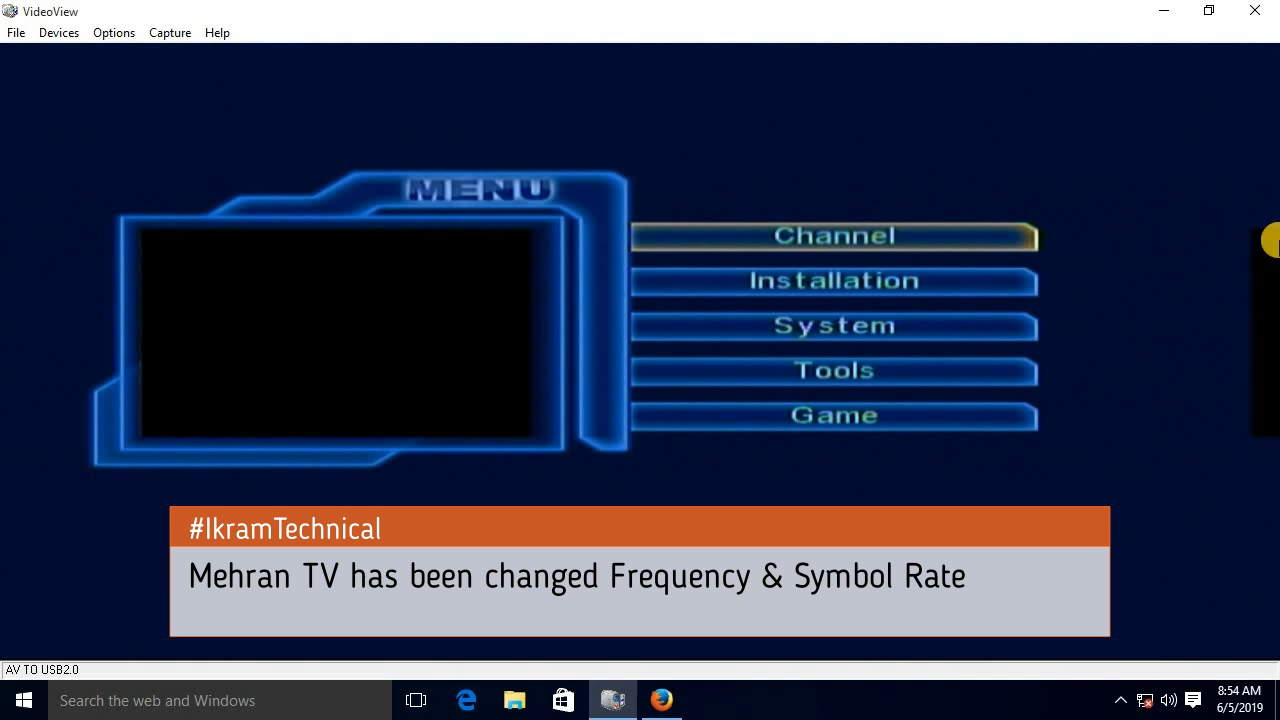 VideoView
File Devices Options Capture Help
MENU
Channel
Installation
System
Tools
Game
#IkramTechnical
Mehran TV has been changed Frequency & Symbol Rate
AV TO USB2.0
Search the web and Windows
8:54 AM
6/5/2019